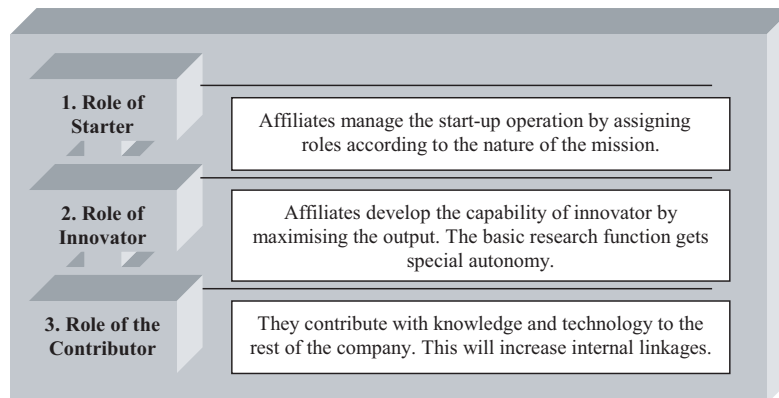 1. Role of
Starter
Affiliates manage the start-up operation by assigning
roles according to the nature of the mission.
2. Role of
Innovator
Affiliates develop the capability of innovator by
maximising the output. The basic research function gets
special autonomy.
3. Role of the
Contributor
They contribute with knowledge and technology to the
rest of the company. This will increase internal linkages.